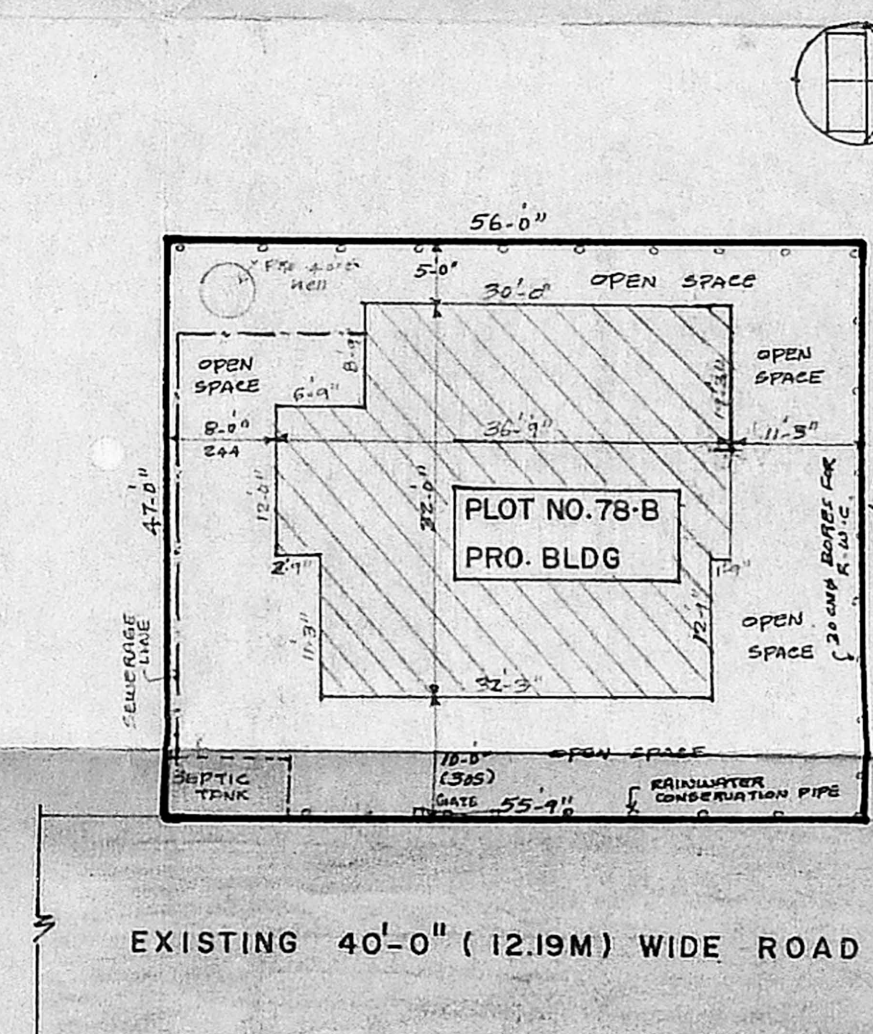 56'-0"
5-0"
OPEN SPACE
30'-0"
8'-9"
OPEN
SPACE
OPEN
SPACE
6'-9"
8-0"
244
36'-9"
11'-3"
47'-0"
12'-0"
32'-0"
PLOT NO.78-B
PRO. BLDG
2'9"
1'9"
20 CMØ BORES FOR
R.W.C.
11'-3"
12'-9"
OPEN
SPACE
SEWERAGE
LINE
32'-3"
OPEN SPACE
10-0"
(305)
SEPTIC
TANK
GATE
55'-9"
RAINWATER
CONSERVATION PIPE
EXISTING 40'-0" (12.19M) WIDE ROAD